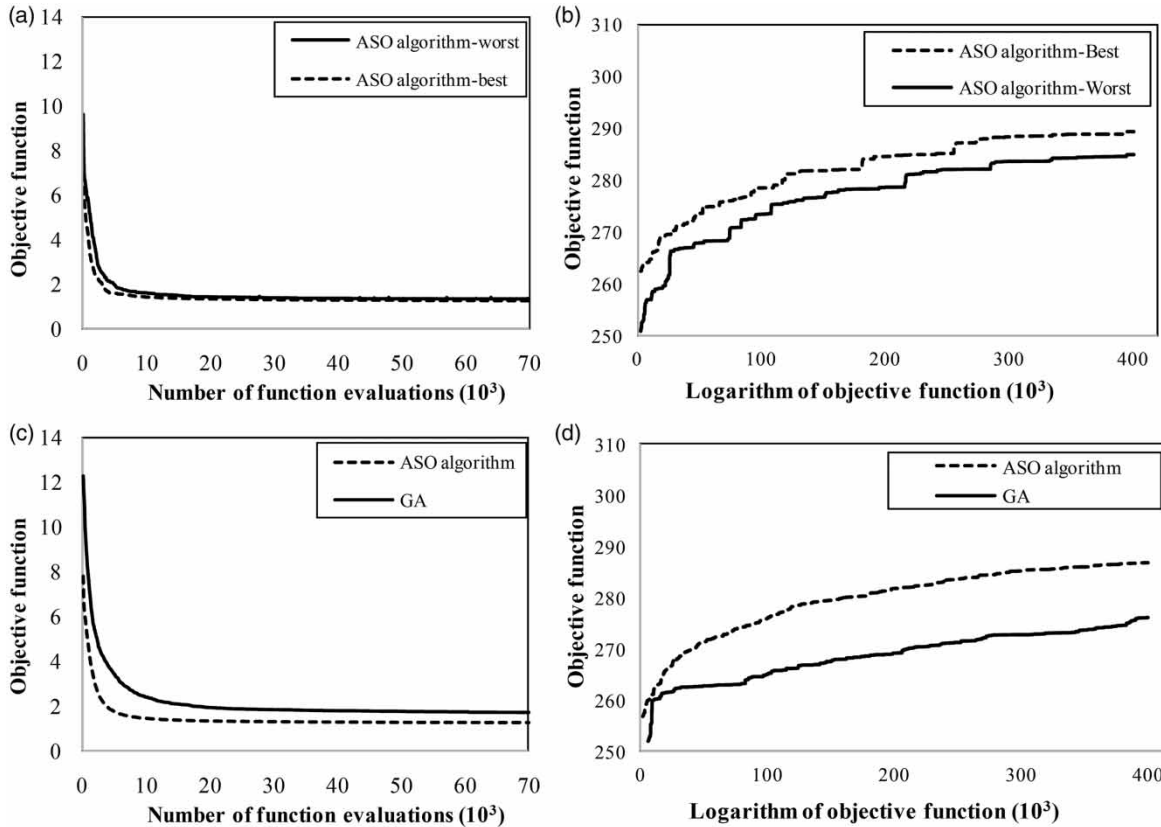 (a)
14
12
10
8
6
4
2
0
Objective function
ASO algorithm-worst
ASO algorithm-best
0 10 20 30 40 50 60 70
Number of function evaluations (10³)
(b)
310
300
290
280
270
260
250
Objective function
ASO algorithm-Best
ASO algorithm-Worst
0 100 200 300 400
Logarithm of objective function (10³)
(c)
14
12
10
8
6
4
2
0
Objective function
ASO algorithm
GA
0 10 20 30 40 50 60 70
Number of function evaluations (10³)
(d)
310
300
290
280
270
260
250
Objective function
ASO algorithm
GA
0 100 200 300 400
Logarithm of objective function (10³)